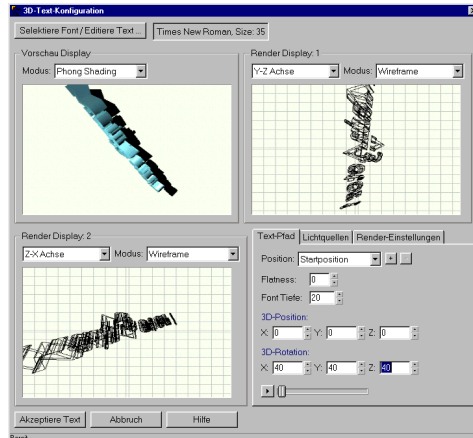 3D-Text-Konfiguration
Selektiere Font / Editiere Text ...
Times New Roman, Size: 35
Vorschau Display
Modus: Phong Shading
Render Display: 1
Y-Z Achse Modus: Wireframe
Render Display: 2
Z-X Achse Modus: Wireframe
Text-Pfad Lichtquellen Render-Einstellungen
Position: Startposition + -
Flatness: 0
Font Tiefe: 20
3D-Position:
X: 0 Y: 0 Z: 0
3D-Rotation:
X: 40 Y: 40 Z: 40
Akzeptiere Text Abbruch Hilfe